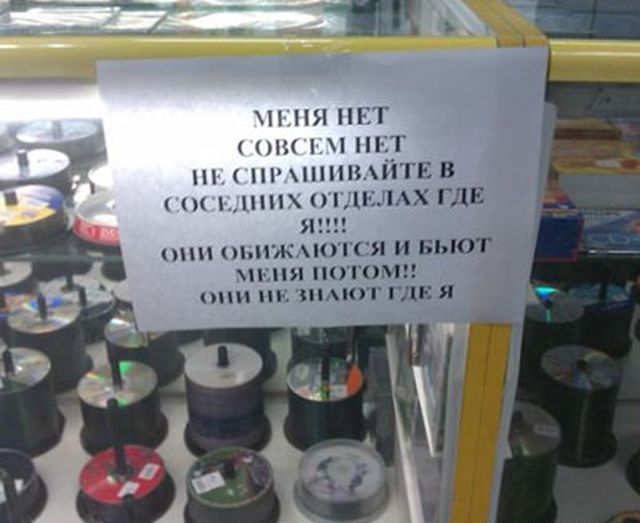 МЕНЯ НЕТ
СОВСЕМ НЕТ
НЕ СПРАШИВАЙТЕ В
СОСЕДНИХ ОТДЕЛАХ ГДЕ
Я!!!!
ОНИ ОБИЖАЮТСЯ И БЬЮТ
МЕНЯ ПОТОМ!!
ОНИ НЕ ЗНАЮТ ГДЕ Я